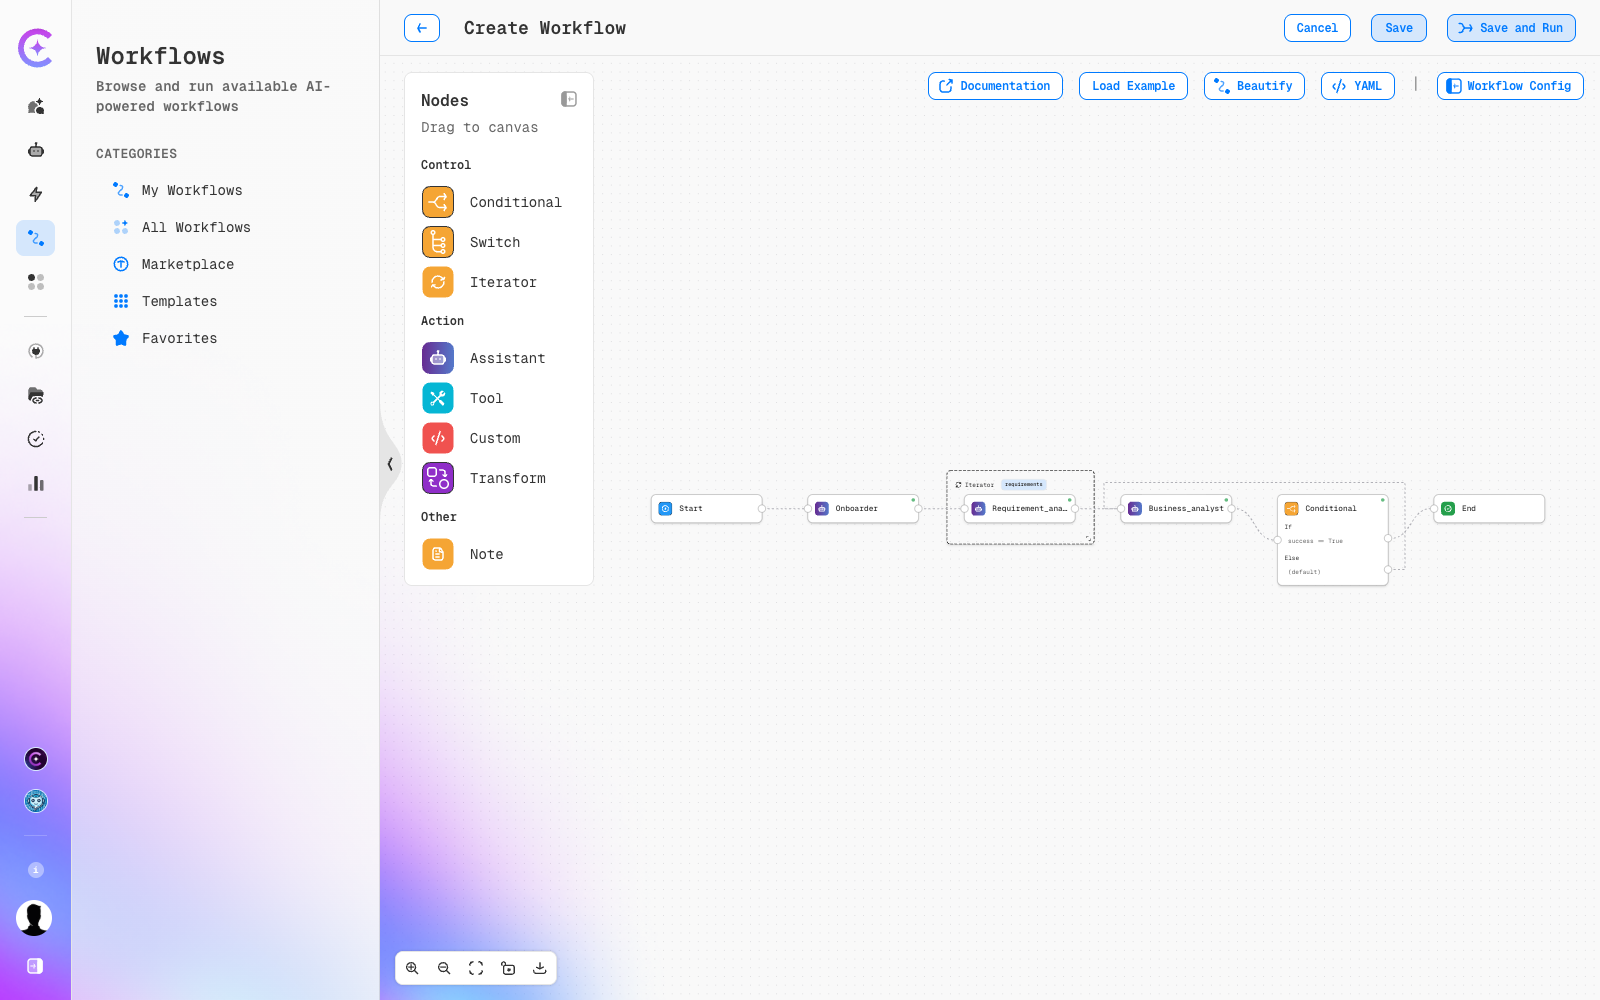 Workflows
Browse and run available AI-
powered workflows
CATEGORIES
My Workflows
All Workflows
Marketplace
Templates
Favorites
Create Workflow
Cancel
Save
Save and Run
Documentation
Load Example
Beautify
YAML
|
Workflow Config
Nodes
Drag to canvas
Control
Conditional
Switch
Iterator
Action
Assistant
Tool
Custom
Transform
Other
Note
Start
Onboarder
Iterator
requirements
Requirement_ana…
Business_analyst
Conditional
If
success == True
Else
(default)
End